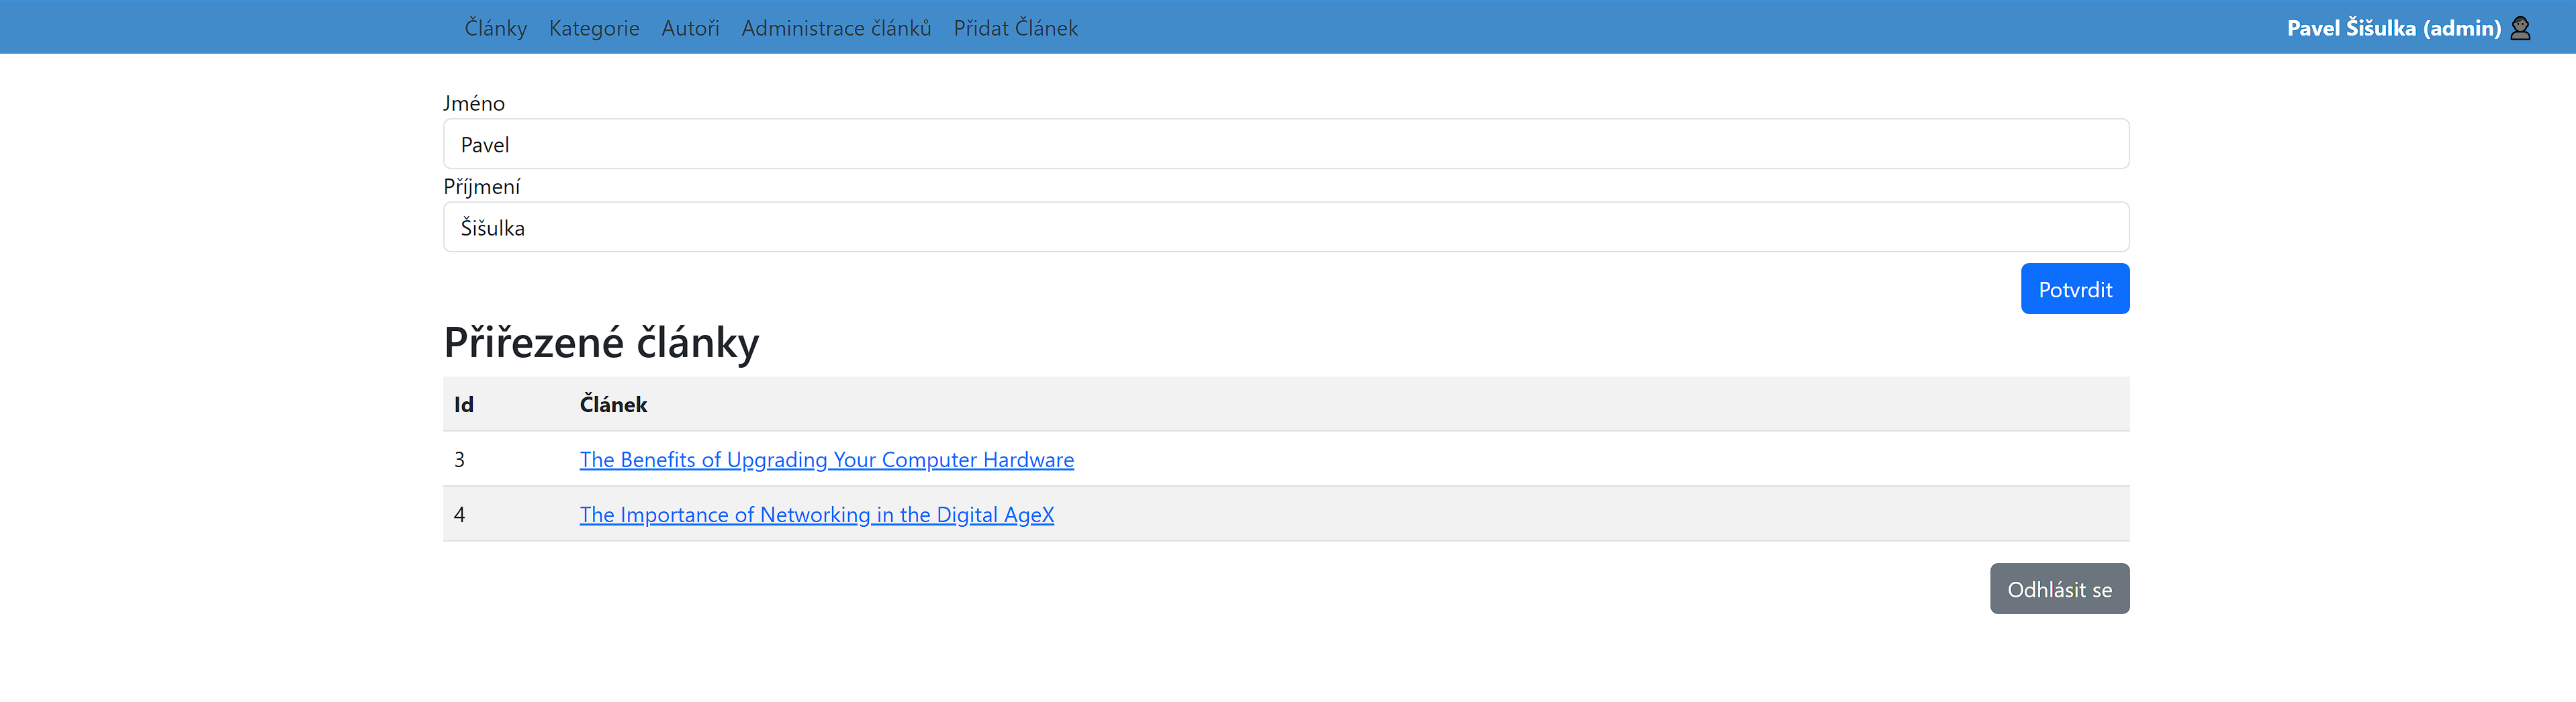 Články Kategorie Autoři Administrace článků Přidat Článek Pavel Šišulka (admin)
Jméno
Pavel
Příjmení
Šišulka
Potvrdit
Přiřezené články
Id Článek
3 The Benefits of Upgrading Your Computer Hardware
4 The Importance of Networking in the Digital AgeX
Odhlásit se